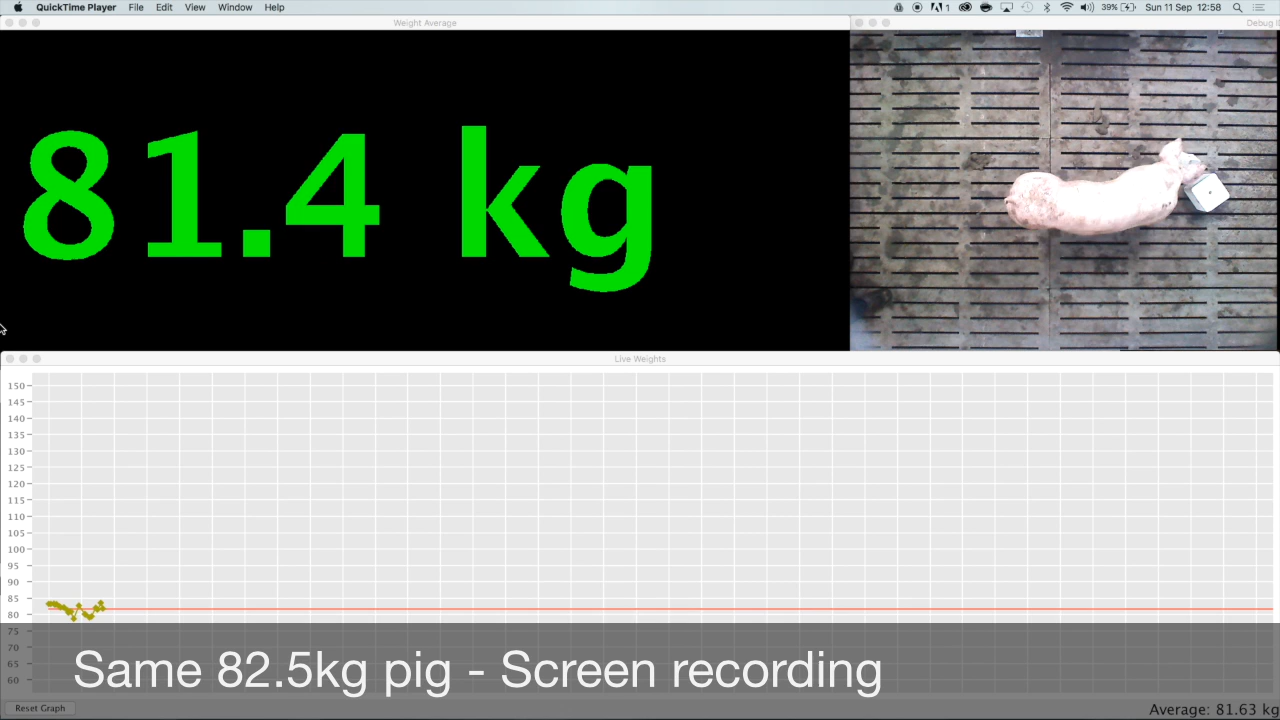 QuickTime Player File Edit View Window Help 1 39% Sun 11 Sep 12:58
Weight Average
Debug I
81.4 kg
Live Weights
150
145
140
135
130
125
120
115
110
105
100
95
90
85
80
75
70
65
60
Same 82.5kg pig - Screen recording
Reset Graph
Average: 81.63 kg